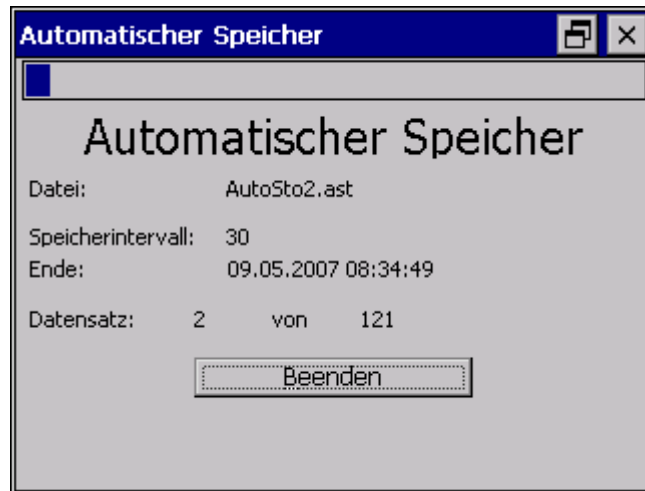 Automatischer Speicher
Automatischer Speicher
Datei: AutoSto2.ast
Speicherintervall: 30
Ende: 09.05.2007 08:34:49
Datensatz: 2 von 121
Beenden